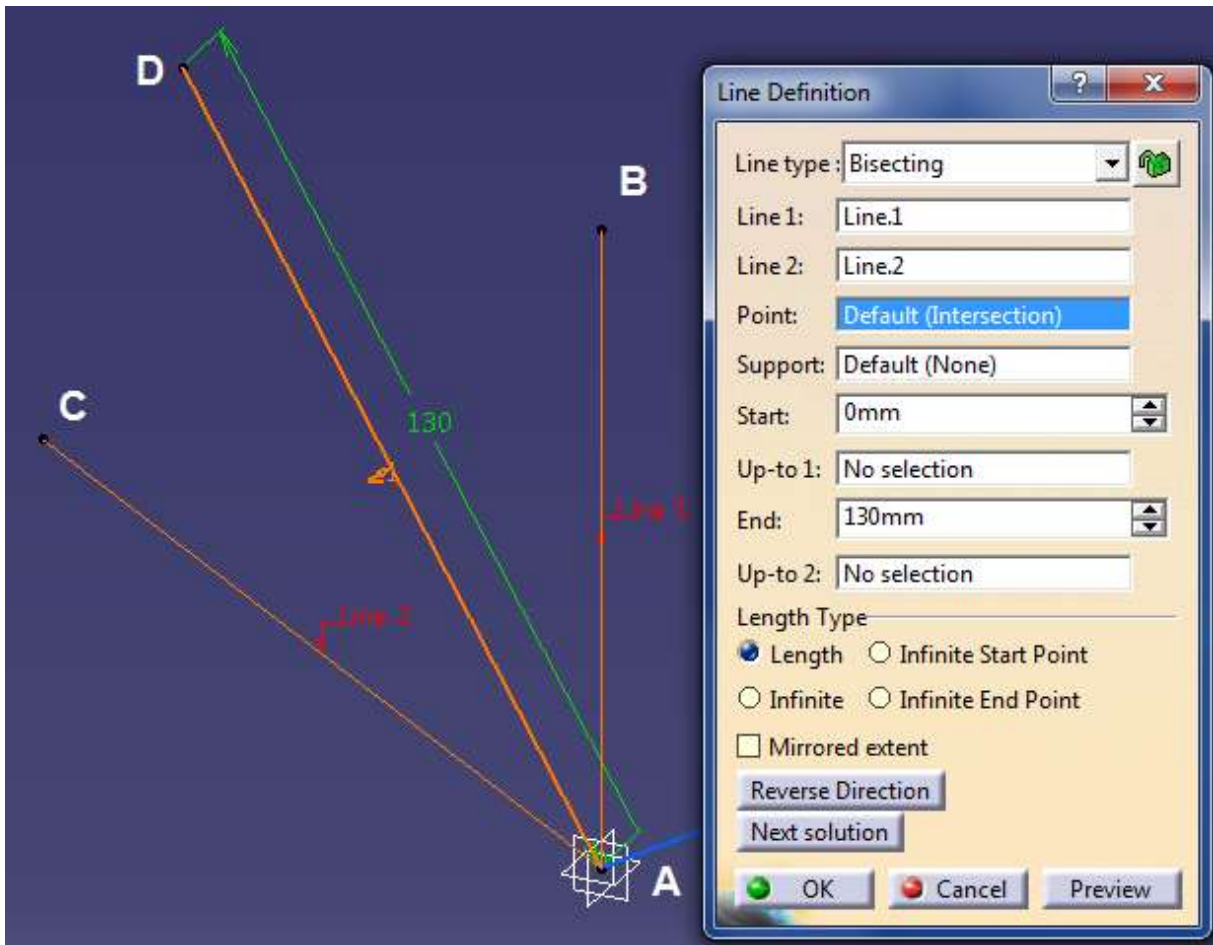 D
B
C
130
Line.1
Line.2
A
Line Definition
?
X
Line type : Bisecting
Line 1: Line.1
Line 2: Line.2
Point: Default (Intersection)
Support: Default (None)
Start: 0mm
Up-to 1: No selection
End: 130mm
Up-to 2: No selection
Length Type
Length Infinite Start Point
Infinite Infinite End Point
Mirrored extent
Reverse Direction
Next solution
OK Cancel Preview